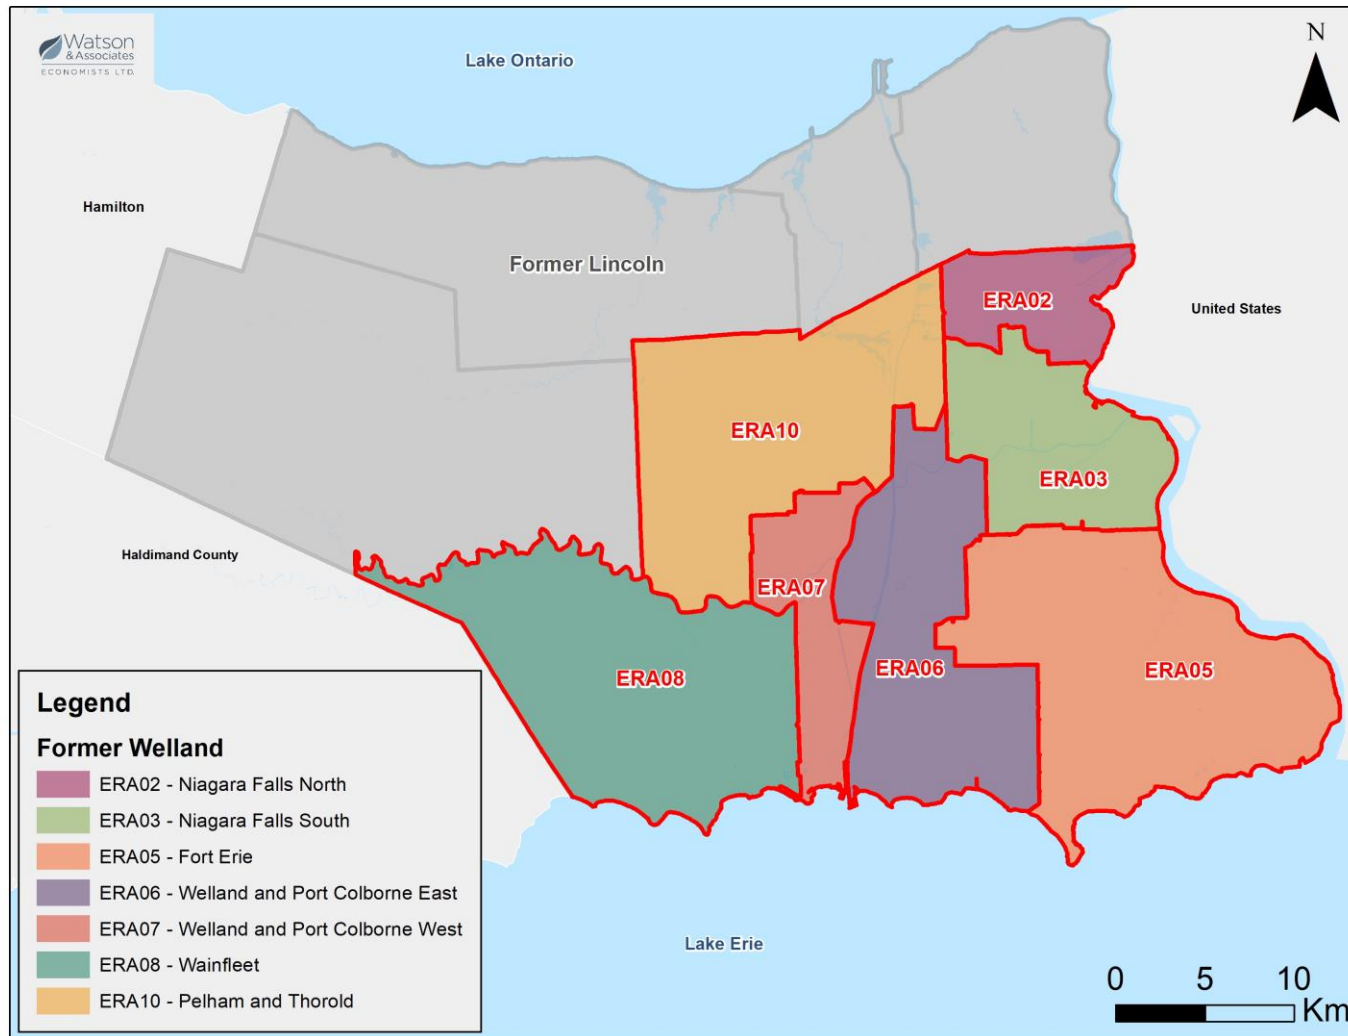 Watson
& Associates
ECONOMISTS LTD.
Lake Ontario
N
Hamilton
Former Lincoln
ERA02
United States
ERA10
ERA03
Haldimand County
ERA07
ERA06
ERA05
ERA08
Legend
Former Welland
ERA02 - Niagara Falls North
ERA03 - Niagara Falls South
ERA05 - Fort Erie
ERA06 - Welland and Port Colborne East
ERA07 - Welland and Port Colborne West
ERA08 - Wainfleet
ERA10 - Pelham and Thorold
Lake Erie
0 5 10
Km